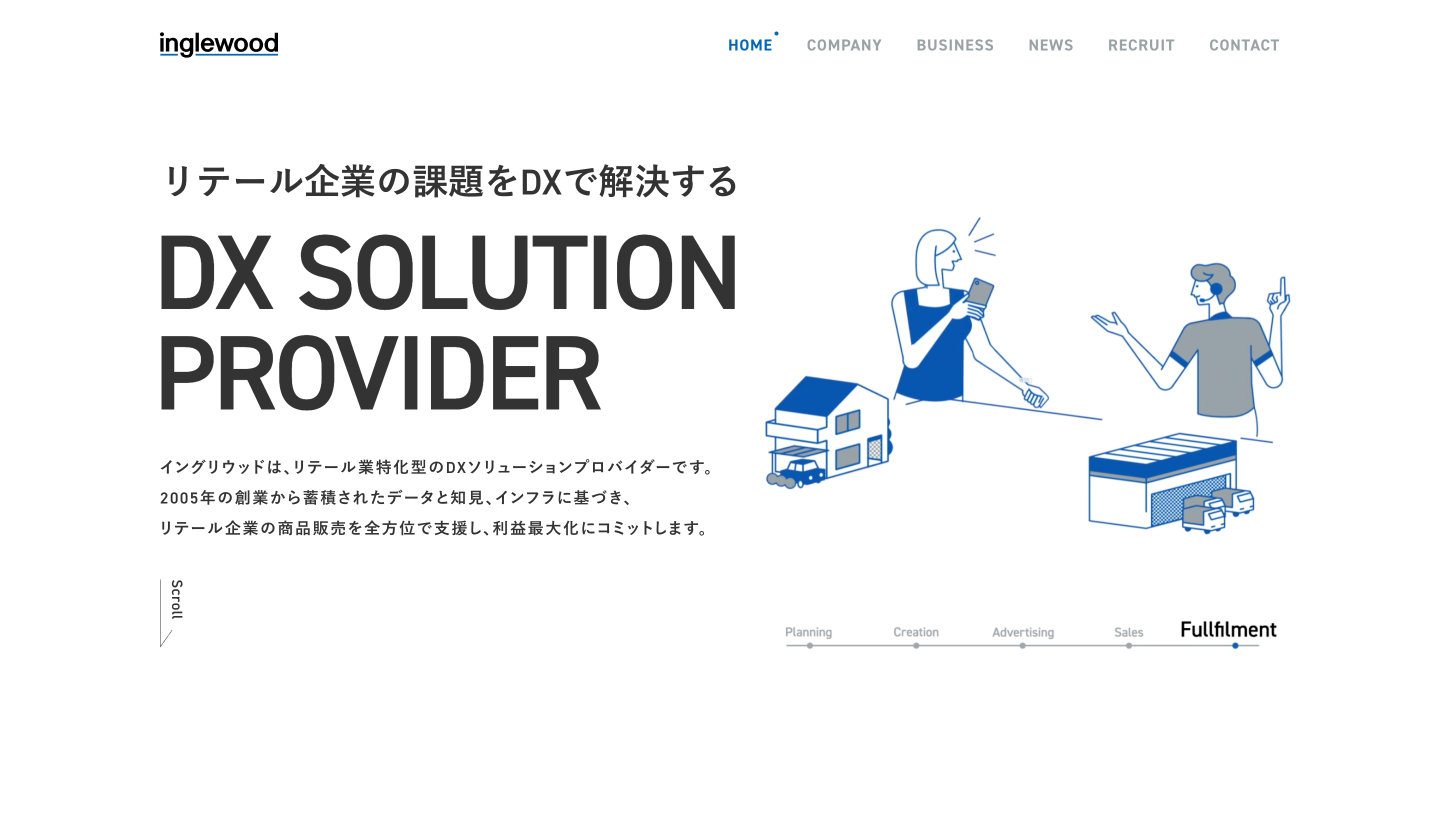 inglewood
HOME COMPANY BUSINESS NEWS RECRUIT CONTACT
リテール企業の課題をDXで解決する
DX SOLUTION
PROVIDER
イングリウッドは、リテール業特化型のDXソリューションプロバイダーです。
2005年の創業から蓄積されたデータと知見、インフラに基づき、
リテール企業の商品販売を全方位で支援し、利益最大化にコミットします。
Scroll
Planning Creation Advertising Sales Fullfilment